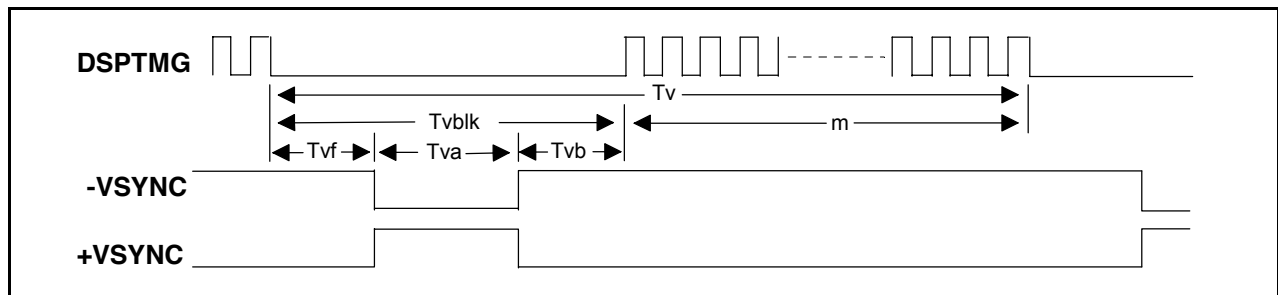 DSPTMG
Tv
Tvblk
m
Tvf
Tva
Tvb
-VSYNC
+VSYNC